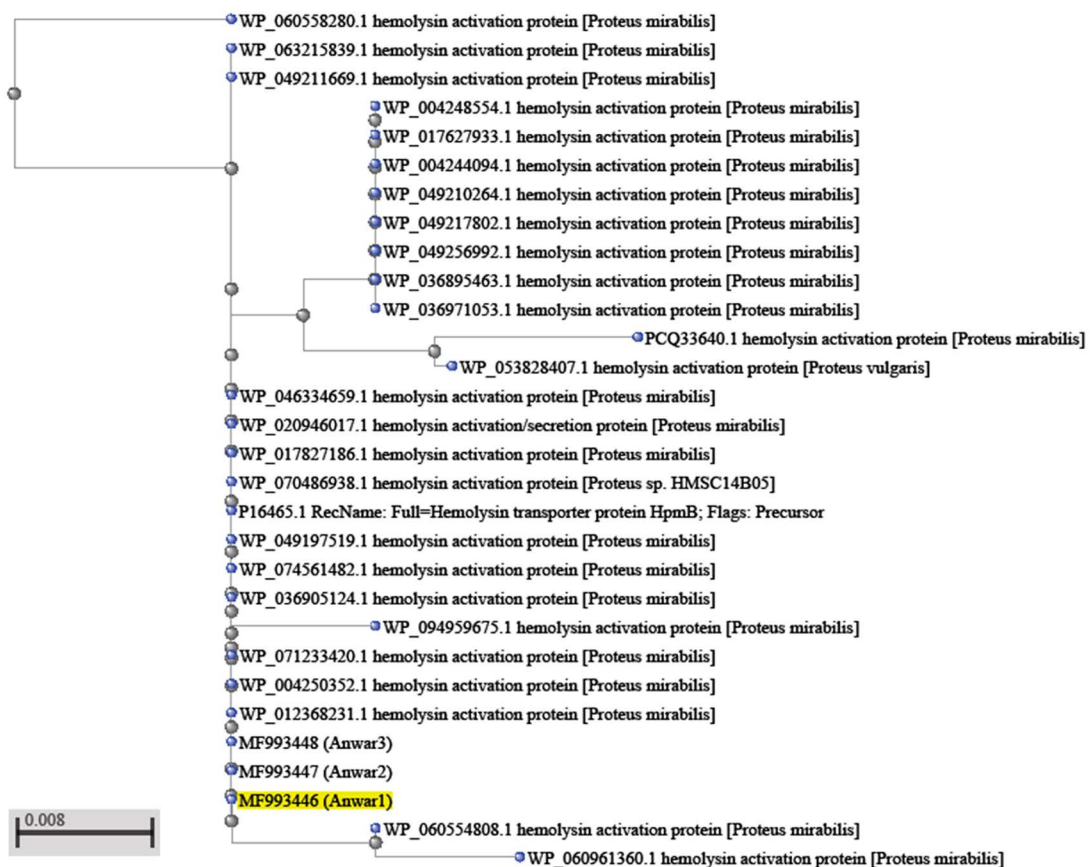 WP_060558280.1 hemolysin activation protein [Proteus mirabilis]
WP_063215839.1 hemolysin activation protein [Proteus mirabilis]
WP_049211669.1 hemolysin activation protein [Proteus mirabilis]
WP_004248554.1 hemolysin activation protein [Proteus mirabilis]
WP_017627933.1 hemolysin activation protein [Proteus mirabilis]
WP_004244094.1 hemolysin activation protein [Proteus mirabilis]
WP_049210264.1 hemolysin activation protein [Proteus mirabilis]
WP_049217802.1 hemolysin activation protein [Proteus mirabilis]
WP_049256992.1 hemolysin activation protein [Proteus mirabilis]
WP_036895463.1 hemolysin activation protein [Proteus mirabilis]
WP_036971053.1 hemolysin activation protein [Proteus mirabilis]
PCQ33640.1 hemolysin activation protein [Proteus mirabilis]
WP_053828407.1 hemolysin activation protein [Proteus vulgaris]
WP_046334659.1 hemolysin activation protein [Proteus mirabilis]
WP_020946017.1 hemolysin activation/secretion protein [Proteus mirabilis]
WP_017827186.1 hemolysin activation protein [Proteus mirabilis]
WP_070486938.1 hemolysin activation protein [Proteus sp. HMSC14B05]
P16465.1 RecName: Full=Hemolysin transporter protein HpmB; Flags: Precursor
WP_049197519.1 hemolysin activation protein [Proteus mirabilis]
WP_074561482.1 hemolysin activation protein [Proteus mirabilis]
WP_036905124.1 hemolysin activation protein [Proteus mirabilis]
WP_094959675.1 hemolysin activation protein [Proteus mirabilis]
WP_071233420.1 hemolysin activation protein [Proteus mirabilis]
WP_004250352.1 hemolysin activation protein [Proteus mirabilis]
WP_012368231.1 hemolysin activation protein [Proteus mirabilis]
MF993448 (Anwar3)
MF993447 (Anwar2)
MF993446 (Anwar1)
0.008
WP_060554808.1 hemolysin activation protein [Proteus mirabilis]
WP_060961360.1 hemolysin activation protein [Proteus mirabilis]